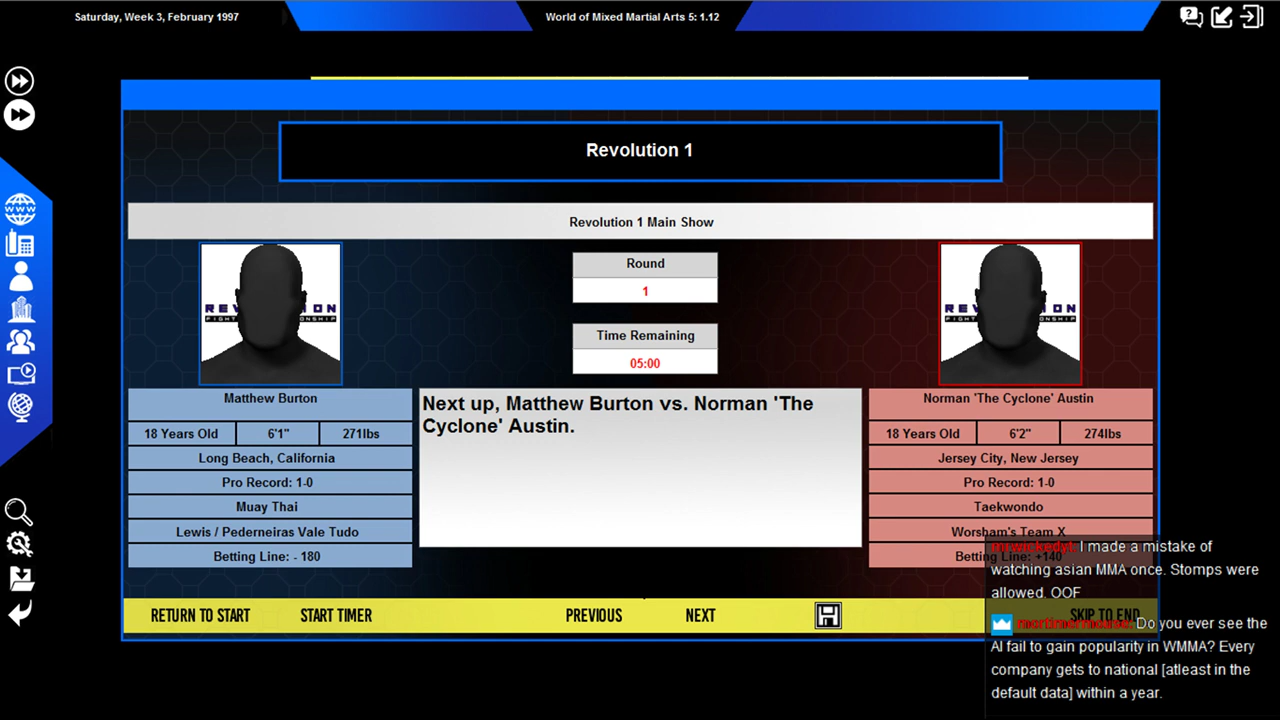 Saturday, Week 3, February 1997
World of Mixed Martial Arts 5: 1.12
Revolution 1
Revolution 1 Main Show
Round
1
Time Remaining
05:00
Matthew Burton
18 Years Old
6'1"
271lbs
Long Beach, California
Pro Record: 1-0
Muay Thai
Lewis / Pederneiras Vale Tudo
Betting Line: - 180
Next up, Matthew Burton vs. Norman 'The
Cyclone' Austin.
Norman 'The Cyclone' Austin
18 Years Old
6'2"
274lbs
Jersey City, New Jersey
Pro Record: 1-0
Taekwondo
Worsham's Team X
Betting Line: +140
RETURN TO START
START TIMER
PREVIOUS
NEXT
SKIP TO END
mrwickedyt: I made a mistake of
watching asian MMA once. Stomps were
allowed. OOF
Do you ever see the
AI fail to gain popularity in WMMA? Every
company gets to national [atleast in the
default data] within a year.